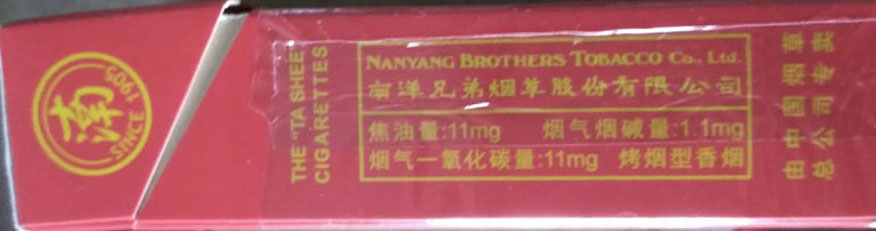 南
SINCE 1905
THE "TA SHEE
CIGARETTES
NANYANG BROTHERS TOBACCO CO., Ltd.
南洋兄弟烟草股份有限公司
焦油量:11mg 烟气烟碱量:1.1mg
烟气一氧化碳量:11mg 烤烟型香烟
由中国烟草
总公司专卖